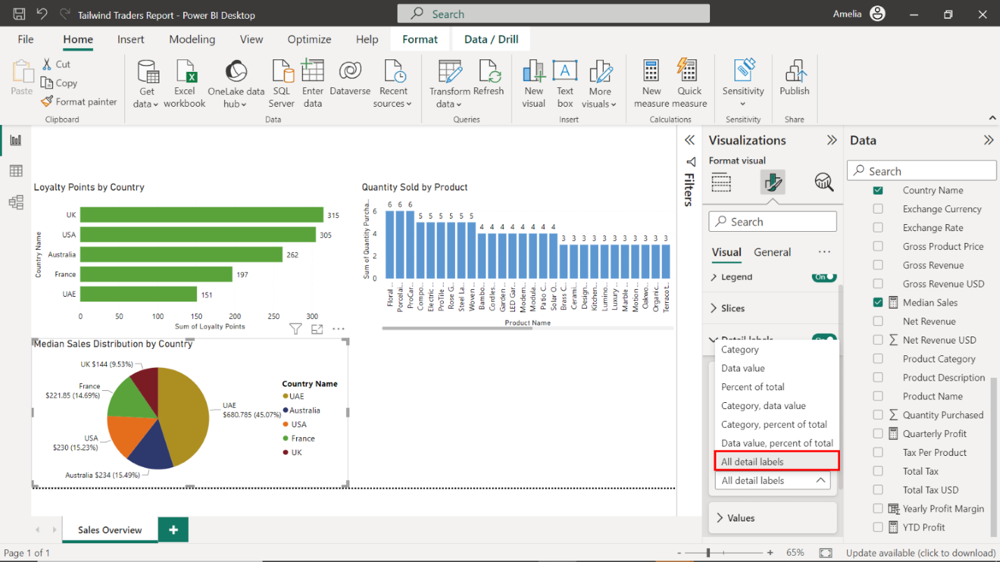 Tailwind Traders Report - Power BI Desktop
Search
Amelia
File
Home
Insert
Modeling
View
Optimize
Help
Format
Data / Drill
Paste
Cut
Copy
Format painter
Clipboard
Get
data
Excel
workbook
OneLake data
hub
SQL
Server
Enter
data
Dataverse
Recent
sources
Data
Transform
data
Refresh
Queries
New
visual
Text
box
More
visuals
Insert
New
measure
Quick
measure
Calculations
Sensitivity
Sensitivity
Publish
Share
Loyalty Points by Country
Country Name
UK
315
USA
305
Australia
262
France
197
UAE
151
0
50
100
150
200
250
300
Sum of Loyalty Points
Quantity Sold by Product
Sum of Quantity Purcha...
6
4
2
0
6 6 6
5 5 5 5 5 5
4 4 4 4 4 4 4 4
3 3 3 3 3 3 3 3 3 3 3
Floral ...
Porcelai...
ProCar...
Compo...
Electric ...
ProTile ...
Rose G...
Steel La...
Woven ...
Bambo...
Cordles...
Garden ...
LED Gar...
Modern...
Modula...
Patio C...
Solar O...
Brass C...
Cerami...
Design...
Kitchen...
Lumino...
Luxury ...
Marble ...
Motion ...
Oakwo...
Organic...
Terracot...
Product Name
Median Sales Distribution by Country
UK $144 (9.53%)
France
$221.85 (14.69%)
USA
$230 (15.23%)
Australia $234 (15.49%)
UAE
$680.785 (45.07%)
Country Name
UAE
Australia
USA
France
UK
Filters
Visualizations
Format visual
Search
Visual
General
Legend
On
Slices
Detail labels
On
Category
Data value
Percent of total
Category, data value
Category, percent of total
Data value, percent of total
All detail labels
All detail labels
Values
Data
Search
Country Name
Exchange Currency
Exchange Rate
Gross Product Price
Gross Revenue
Gross Revenue USD
Median Sales
Net Revenue
Net Revenue USD
Product Category
Product Description
Product Name
Quantity Purchased
Quarterly Profit
Tax Per Product
Total Tax
Total Tax USD
Yearly Profit Margin
YTD Profit
Sales Overview
Page 1 of 1
65%
Update available (click to download)